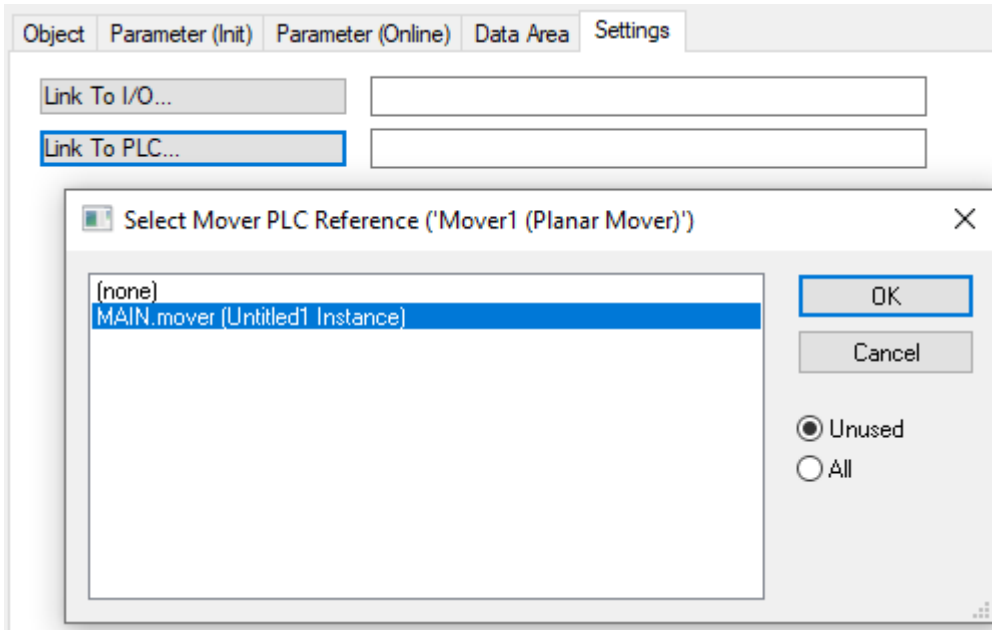 Object Parameter (Init) Parameter (Online) Data Area Settings
Link To I/O...
Link To PLC...
Select Mover PLC Reference ('Mover1 (Planar Mover)')
(none)
MAIN.mover (Untitled1 Instance)
OK
Cancel
Unused
All